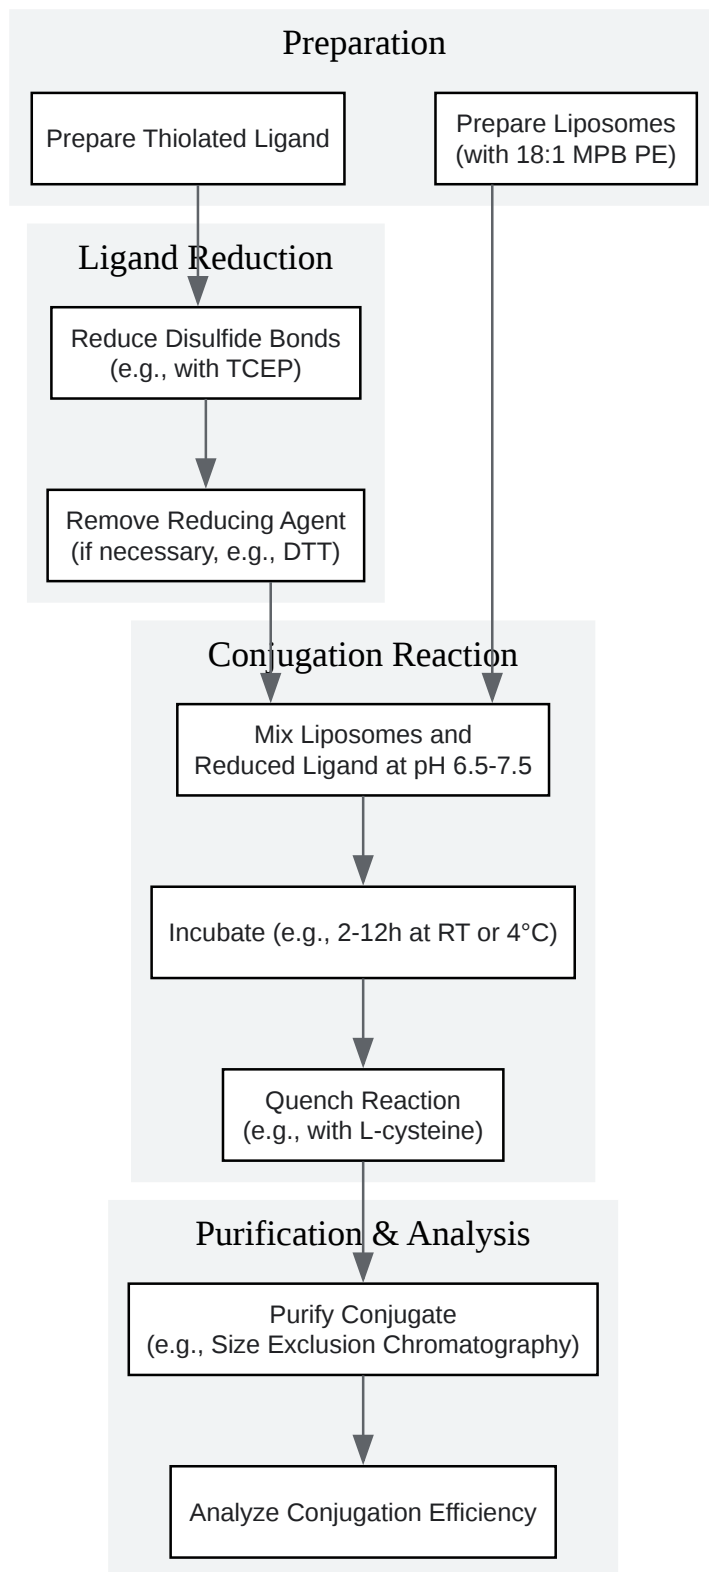 Preparation
Prepare Thiolated Ligand
Prepare Liposomes
(with 18:1 MPB PE)
Ligand Reduction
Reduce Disulfide Bonds
(e.g., with TCEP)
Remove Reducing Agent
(if necessary, e.g., DTT)
Conjugation Reaction
Mix Liposomes and
Reduced Ligand at pH 6.5-7.5
Incubate (e.g., 2-12h at RT or 4°C)
Quench Reaction
(e.g., with L-cysteine)
Purification & Analysis
Purify Conjugate
(e.g., Size Exclusion Chromatography)
Analyze Conjugation Efficiency